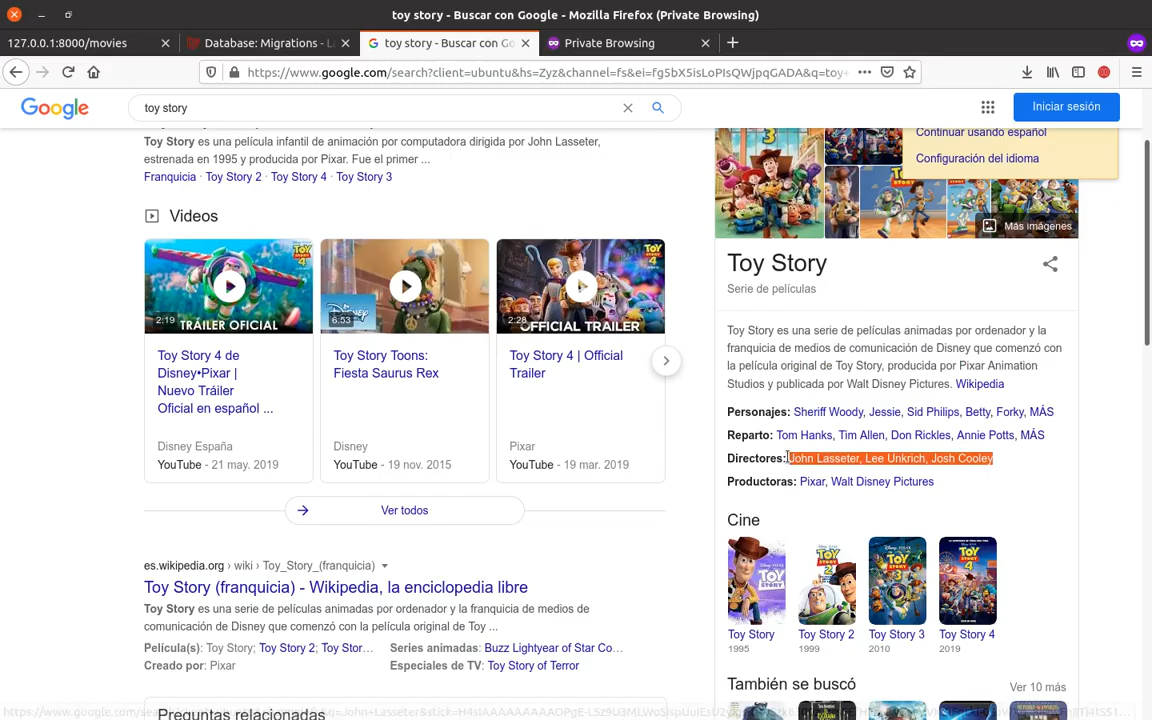 toy story - Buscar con Google - Mozilla Firefox (Private Browsing)
127.0.0.1:8000/movies
Database: Migrations - L
toy story - Buscar con Go
Private Browsing
https://www.google.com/search?client=ubuntu&hs=Zyz&channel=fs&ei=fg5bX5isLoPIsQWjpqGADA&q=toy+
Google
toy story
Iniciar sesión
Continuar usando español
Configuración del idioma
Toy Story es una película infantil de animación por computadora dirigida por John Lasseter,
estrenada en 1995 y producida por Pixar. Fue el primer ...
Franquicia · Toy Story 2 · Toy Story 4 · Toy Story 3
Videos
2:19
TRÁILER OFICIAL
6:53
2:28
OFFICIAL TRAILER
Toy Story 4 de
Disney•Pixar |
Nuevo Tráiler
Oficial en español ...
Disney España
YouTube - 21 may. 2019
Toy Story Toons:
Fiesta Saurus Rex
Disney
YouTube - 19 nov. 2015
Toy Story 4 | Official
Trailer
Pixar
YouTube - 19 mar. 2019
Ver todos
es.wikipedia.org › wiki › Toy_Story_(franquicia)
Toy Story (franquicia) - Wikipedia, la enciclopedia libre
Toy Story es una serie de películas animadas por ordenador y la franquicia de medios de
comunicación de Disney que comenzó con la película original de Toy ...
Película(s): Toy Story; Toy Story 2; Toy Stor...
Series animadas: Buzz Lightyear of Star Co...
Creado por: Pixar
Especiales de TV: Toy Story of Terror
Preguntas relacionadas
Más imágenes
Toy Story
Serie de películas
Toy Story es una serie de películas animadas por ordenador y la
franquicia de medios de comunicación de Disney que comenzó con
la película original de Toy Story, producida por Pixar Animation
Studios y publicada por Walt Disney Pictures. Wikipedia
Personajes: Sheriff Woody, Jessie, Sid Philips, Betty, Forky, MÁS
Reparto: Tom Hanks, Tim Allen, Don Rickles, Annie Potts, MÁS
Directores: John Lasseter, Lee Unkrich, Josh Cooley
Productoras: Pixar, Walt Disney Pictures
Cine
Toy Story
1995
Toy Story 2
1999
Toy Story 3
2010
Toy Story 4
2019
También se buscó
Ver 10 más